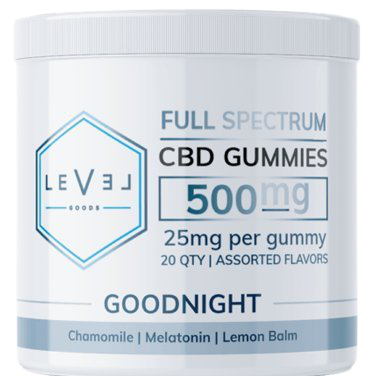 LEVEL
GOODS
FULL SPECTRUM
CBD GUMMIES
500mg
25mg per gummy
20 QTY | ASSORTED FLAVORS
GOODNIGHT
Chamomile | Melatonin | Lemon Balm